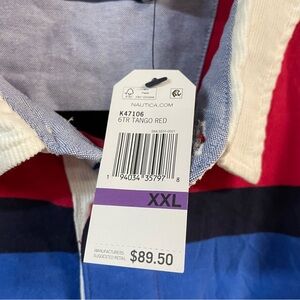 NAUTICA.COM
K47106
6TR TANGO RED
1 94034 35797 8
XXL
MANUFACTURERS
SUGGESTED RETAIL $89.50